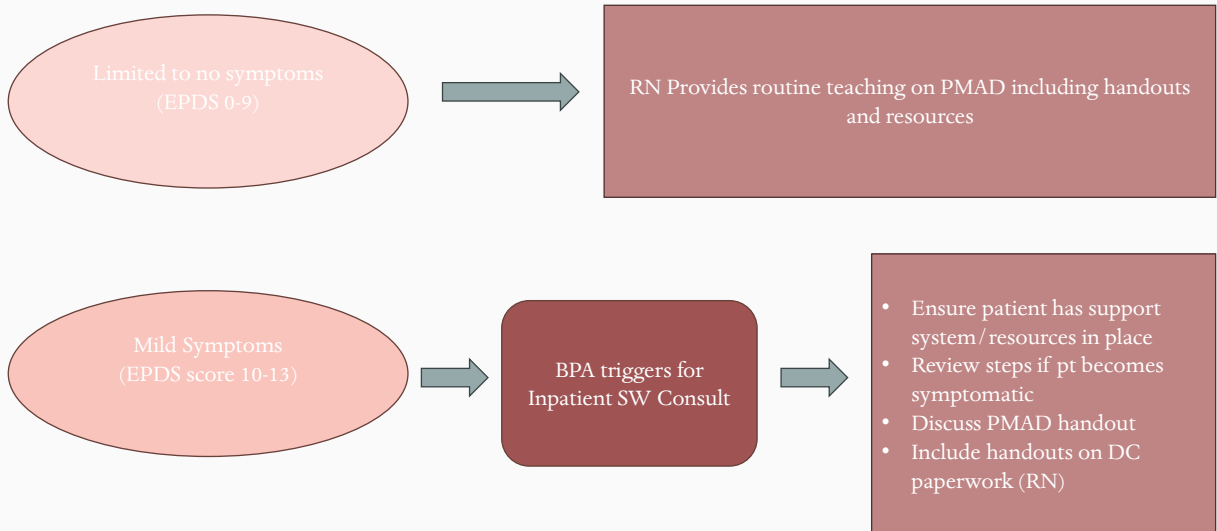 Limited to no symptoms
(EPDS 0-9)
RN Provides routine teaching on PMAD including handouts
and resources
Mild Symptoms
(EPDS score 10-13)
BPA triggers for
Inpatient SW Consult
• Ensure patient has support
system/resources in place
• Review steps if pt becomes
symptomatic
• Discuss PMAD handout
• Include handouts on DC
paperwork (RN)